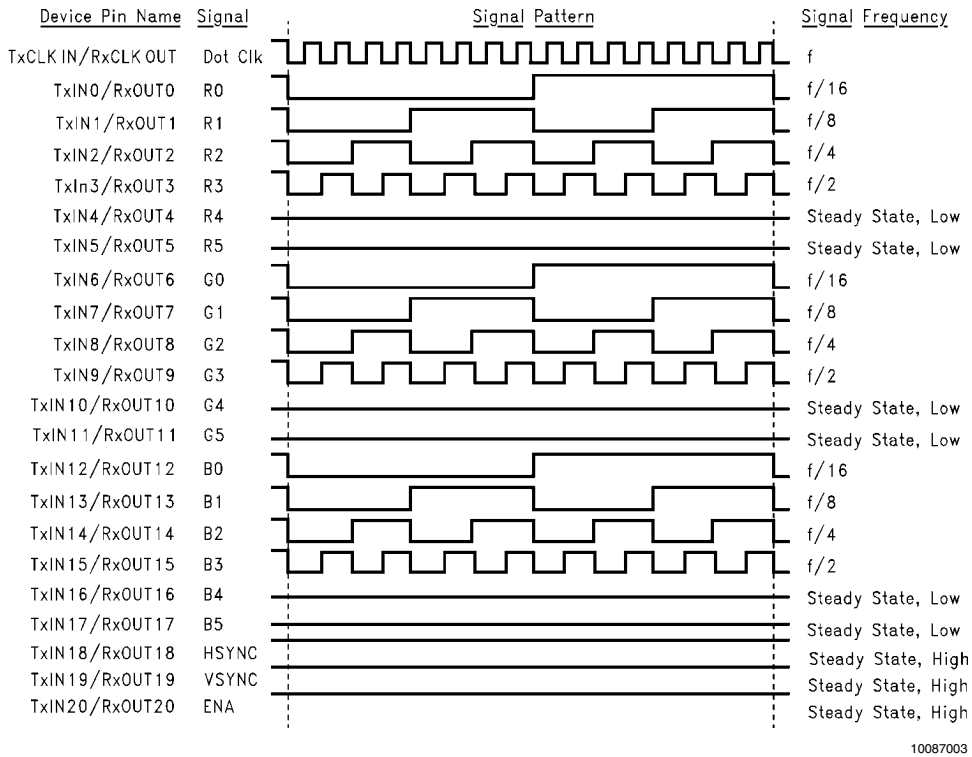 Device Pin Name Signal Signal Pattern Signal Frequency
TxCLK IN/RxCLK OUT Dot Clk f
TxIN0/RxOUT0 R0 f/16
TxIN1/RxOUT1 R1 f/8
TxIN2/RxOUT2 R2 f/4
TxIn3/RxOUT3 R3 f/2
TxIN4/RxOUT4 R4 Steady State, Low
TxIN5/RxOUT5 R5 Steady State, Low
TxIN6/RxOUT6 G0 f/16
TxIN7/RxOUT7 G1 f/8
TxIN8/RxOUT8 G2 f/4
TxIN9/RxOUT9 G3 f/2
TxIN10/RxOUT10 G4 Steady State, Low
TxIN11/RxOUT11 G5 Steady State, Low
TxIN12/RxOUT12 B0 f/16
TxIN13/RxOUT13 B1 f/8
TxIN14/RxOUT14 B2 f/4
TxIN15/RxOUT15 B3 f/2
TxIN16/RxOUT16 B4 Steady State, Low
TxIN17/RxOUT17 B5 Steady State, Low
TxIN18/RxOUT18 HSYNC Steady State, High
TxIN19/RxOUT19 VSYNC Steady State, High
TxIN20/RxOUT20 ENA Steady State, High
10087003